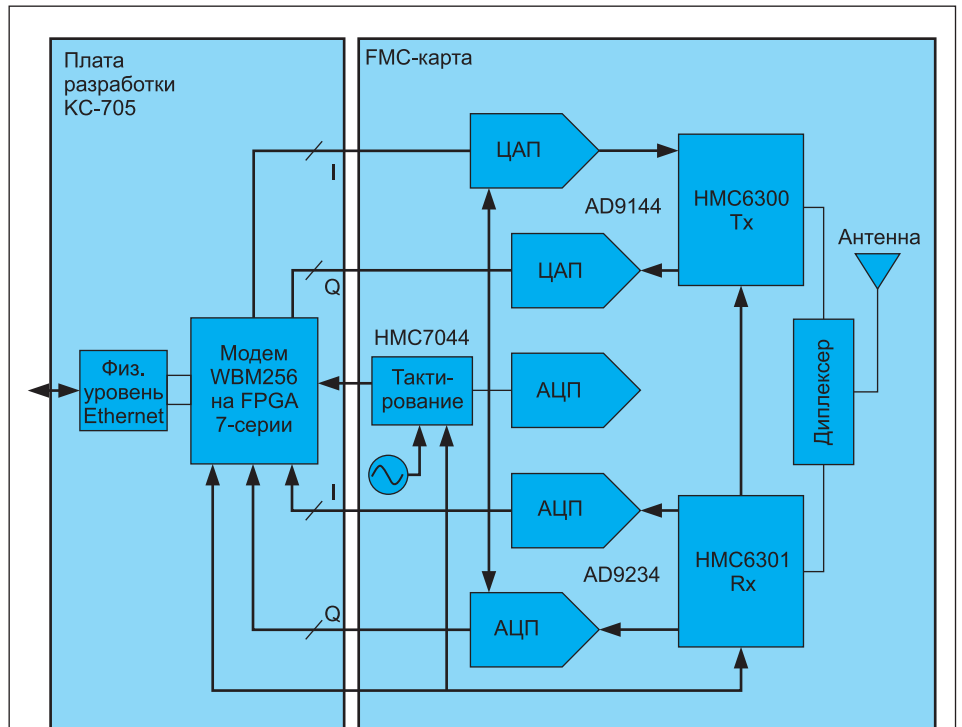 Плата
разработки
KC-705
FMC-карта
ЦАП
I
AD9144
HMC6300
Tx
Антенна
ЦАП
Q
HMC7044
Физ.
уровень
Ethernet
Модем
WBM256
на FPGA
7-серии
Такти-
рование
АЦП
Диплексер
I
АЦП
AD9234
HMC6301
Rx
Q
АЦП